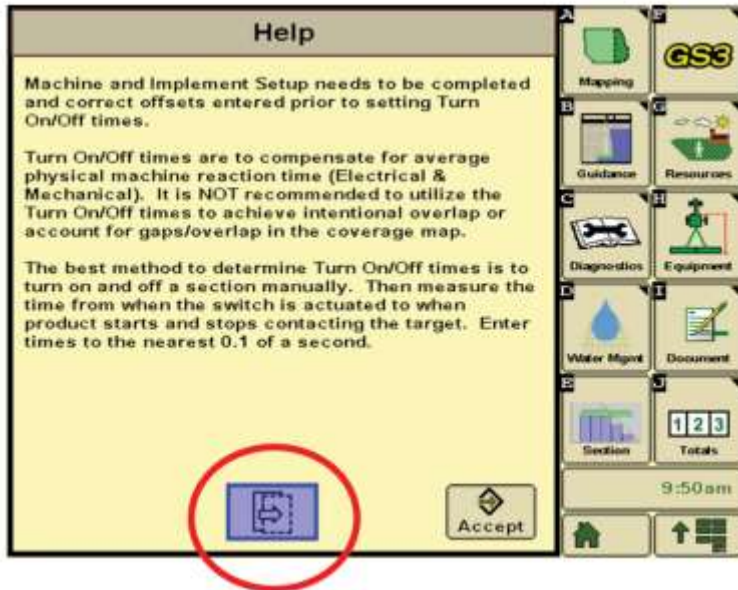 Help
Machine and Implement Setup needs to be completed
and correct offsets entered prior to setting Turn
On/Off times.
Turn On/Off times are to compensate for average
physical machine reaction time (Electrical &
Mechanical). It is NOT recommended to utilize the
Turn On/Off times to achieve intentional overlap or
account for gaps/overlap in the coverage map.
The best method to determine Turn On/Off times is to
turn on and off a section manually. Then measure the
time from when the switch is actuated to when
product starts and stops contacting the target. Enter
times to the nearest 0.1 of a second.
Accept
A
Mapping
F
GS3
B
Guidance
G
Resources
C
Diagnostics
H
Equipment
D
Water Mgmt
I
Document
E
Section
J
1 2 3
Totals
9:50am